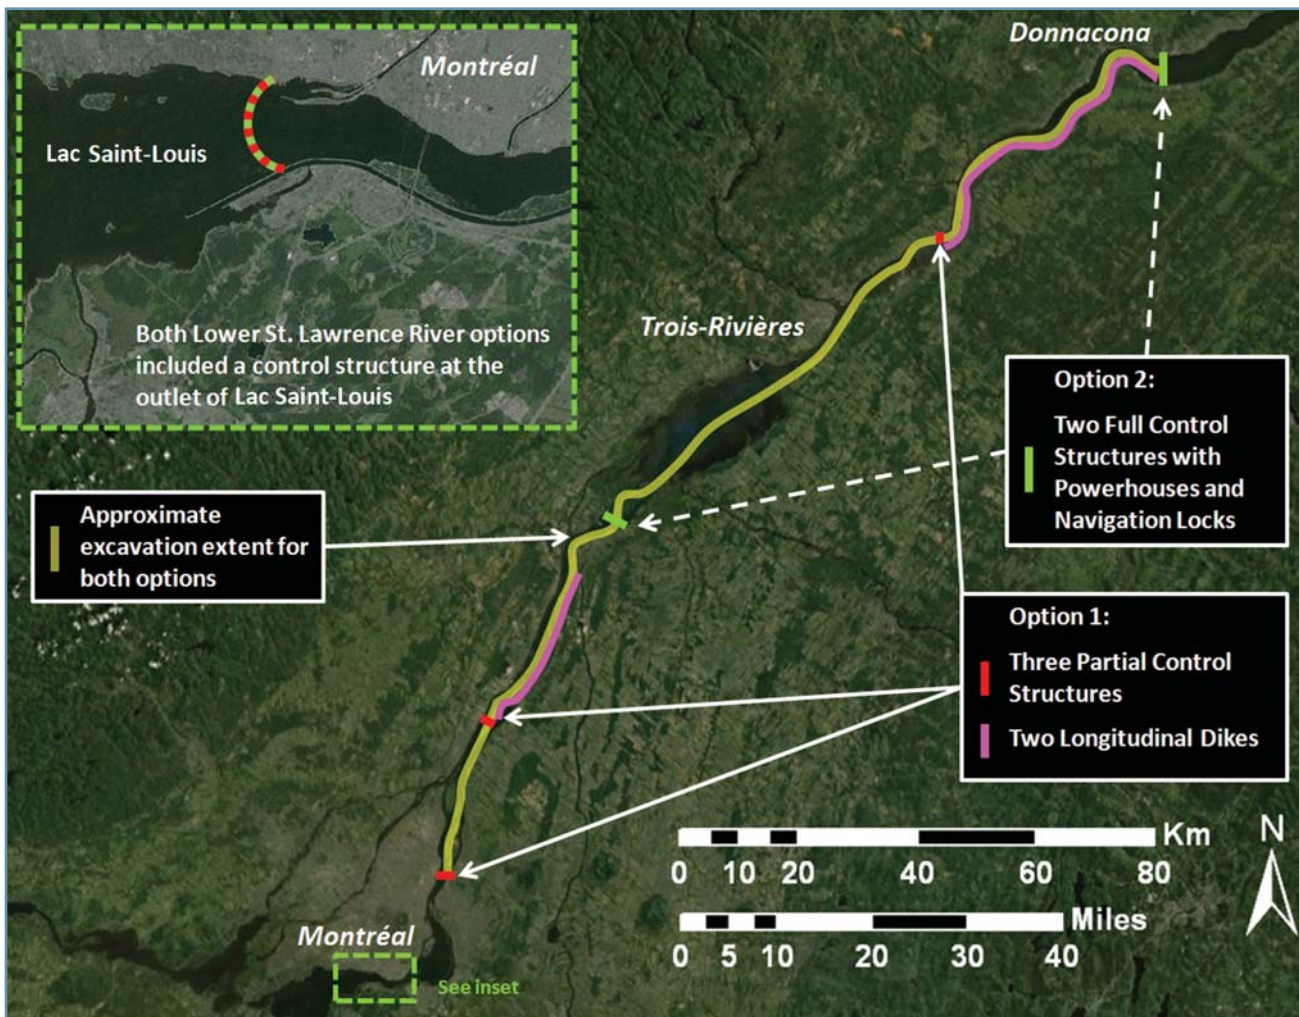 Montréal
Lac Saint-Louis
Both Lower St. Lawrence River options
included a control structure at the
outlet of Lac Saint-Louis
Donnacona
Trois-Rivières
Option 2:
Two Full Control
Structures with
Powerhouses and
Navigation Locks
Approximate
excavation extent for
both options
Option 1:
Three Partial Control
Structures
Two Longitudinal Dikes
Km
0 10 20 40 60 80
Miles
0 5 10 20 30 40
N
Montréal
See inset